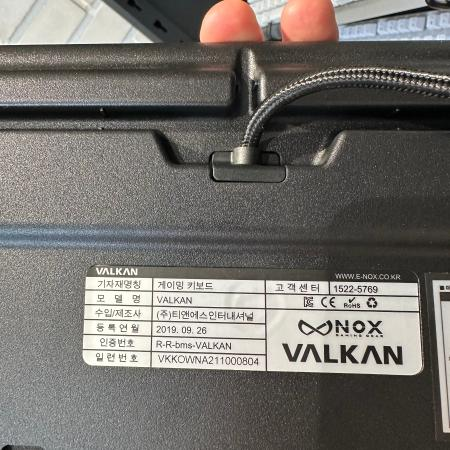 VALKAN WWW.E-NOX.CO.KR
기자재명칭 게이밍 키보드 고객센터 1522-5769
모델명 VALKAN
수입/제조사 (주)티앤에스인터내셔널
등록연월 2019. 09. 26
인증번호 R-R-bms-VALKAN
일련번호 VKKOWNA211000804
CE RoHS
NOX
GAMING GEAR
VALKAN